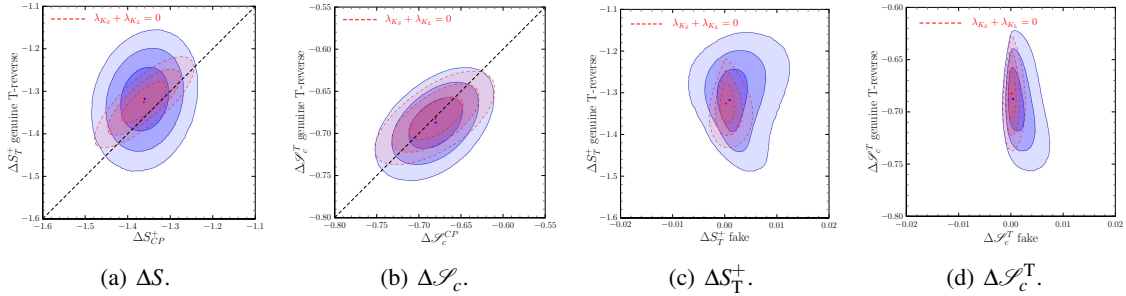 −1.1
−1.2
−1.3
−1.4
−1.5
−1.6
−1.6 −1.5 −1.4 −1.3 −1.2 −1.1
λ_{K_S} + λ_{K_L} = 0
ΔS_T^+ genuine T-reverse
ΔS_{CP}^+
(a) ΔS.
−0.55
−0.60
−0.65
−0.70
−0.75
−0.80
−0.80 −0.75 −0.70 −0.65 −0.60 −0.55
λ_{K_S} + λ_{K_L} = 0
Δ𝒮_c^T genuine T-reverse
Δ𝒮_c^{CP}
(b) Δ𝒮_c.
−1.1
−1.2
−1.3
−1.4
−1.5
−1.6
−0.02 −0.01 0.00 0.01 0.02
λ_{K_S} + λ_{K_L} = 0
ΔS_T^+ genuine T-reverse
ΔS_T^+ fake
(c) ΔS_T^+.
−0.55
−0.60
−0.65
−0.70
−0.75
−0.80
−0.02 −0.01 0.00 0.01 0.02
λ_{K_S} + λ_{K_L} = 0
Δ𝒮_c^T genuine T-reverse
Δ𝒮_c^T fake
(d) Δ𝒮_c^T.